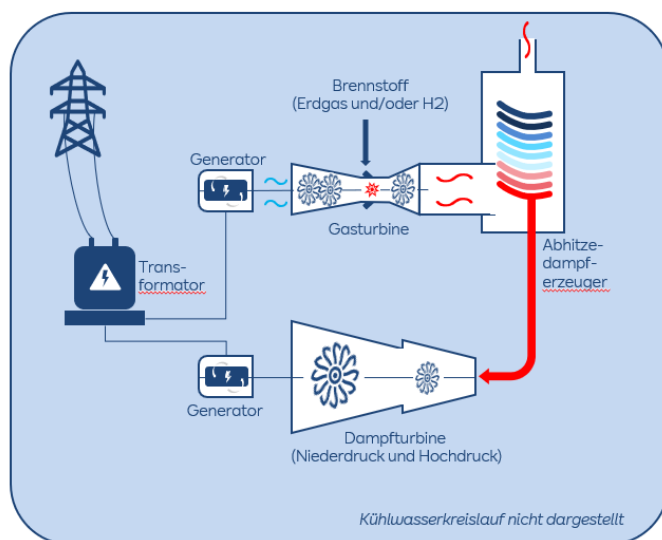 Brennstoff
(Erdgas und/oder H2)
Generator
Gasturbine
Abhitze-
dampf-
erzeuger
Trans-
formator
Generator
Dampfturbine
(Niederdruck und Hochdruck)
Kühlwasserkreislauf nicht dargestellt